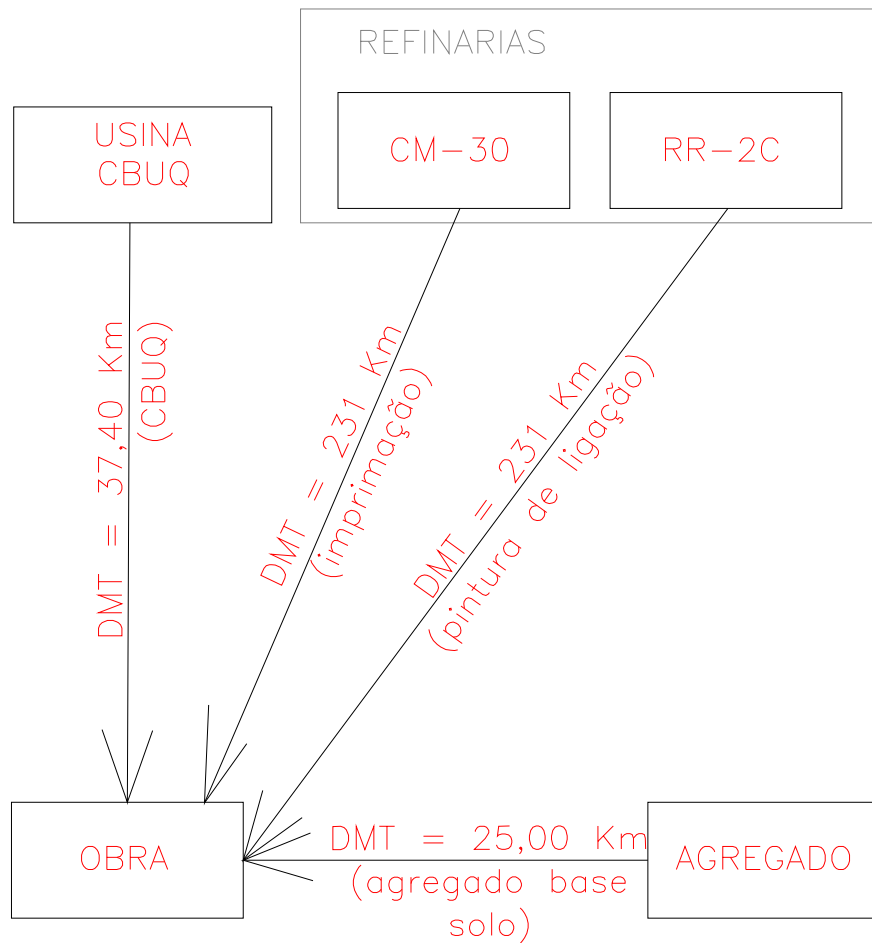 REFINARIAS
USINA
CBUQ
CM-30
RR-2C
DMT = 37,40 Km
(CBUQ)
DMT = 231 Km
(imprimação)
DMT = 231 Km
(pintura de ligação)
OBRA
DMT = 25,00 Km
(agregado base
solo)
AGREGADO